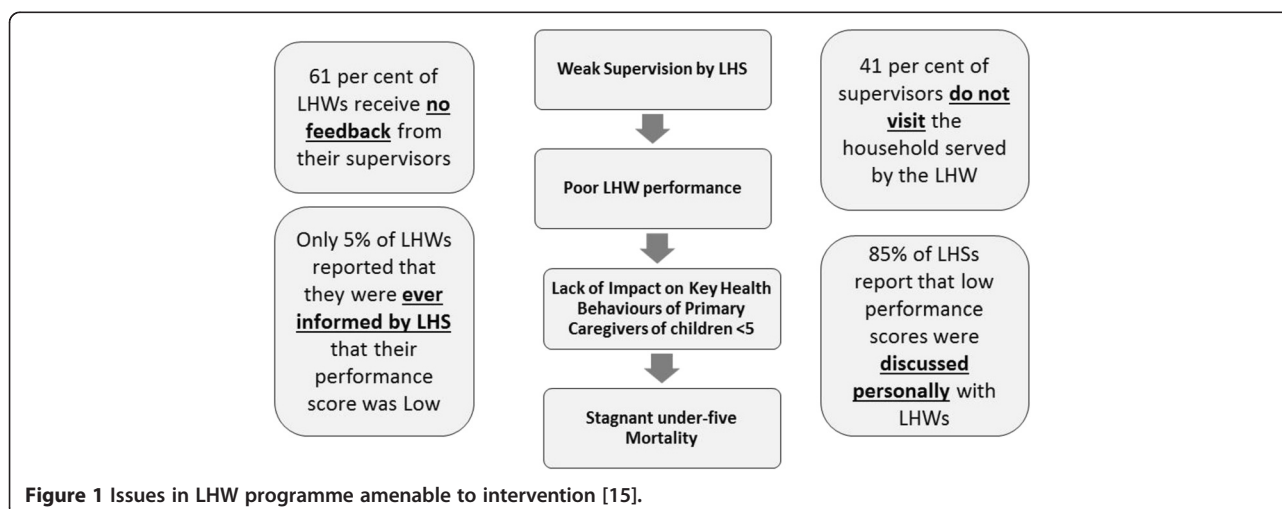 61 per cent of
LHWs receive no
feedback from
their supervisors
Only 5% of LHWs
reported that
they were ever
informed by LHS
that their
performance
score was Low
Weak Supervision by LHS
Poor LHW performance
Lack of Impact on Key Health
Behaviours of Primary
Caregivers of children <5
Stagnant under-five
Mortality
41 per cent of
supervisors do not
visit the
household served
by the LHW
85% of LHSs
report that low
performance
scores were
discussed
personally with
LHWs
Figure 1 Issues in LHW programme amenable to intervention [15].